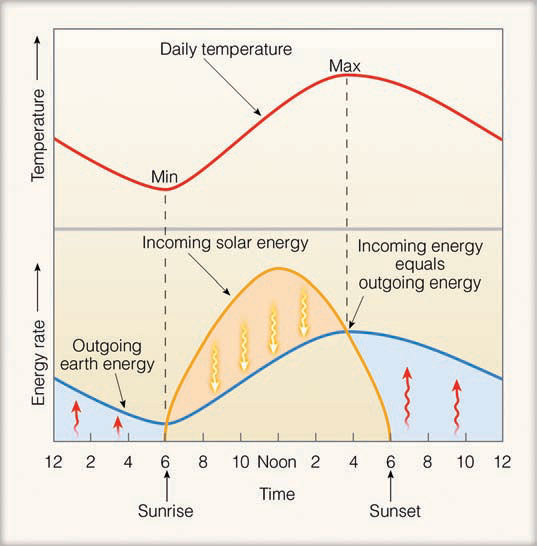 Daily temperature
Max
Temperature
Min
Incoming solar energy
Incoming energy
equals
outgoing energy
Energy rate
Outgoing
earth energy
12 2 4 6 8 10 Noon 2 4 6 8 10 12
Time
Sunrise
Sunset